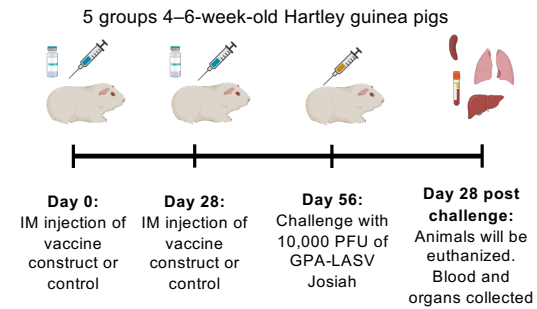 5 groups 4–6-week-old Hartley guinea pigs
Day 0:
IM injection of
vaccine
construct or
control
Day 28:
IM injection of
vaccine
construct or
control
Day 56:
Challenge with
10,000 PFU of
GPA-LASV
Josiah
Day 28 post
challenge:
Animals will be
euthanized.
Blood and
organs collected